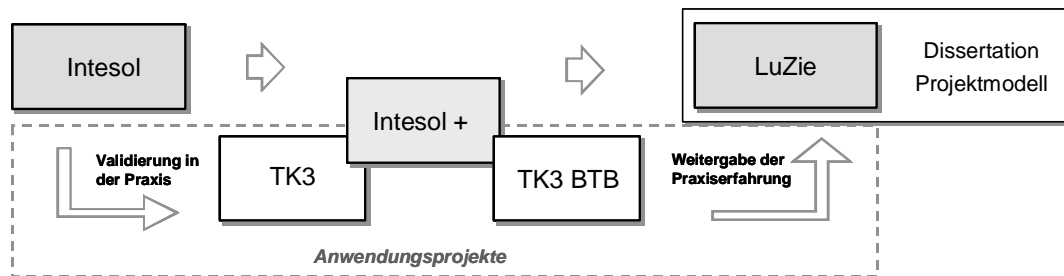 Intesol
LuZie
Dissertation
Projektmodell
Intesol +
Validierung in
der Praxis
TK3
TK3 BTB
Weitergabe der
Praxiserfahrung
Anwendungsprojekte